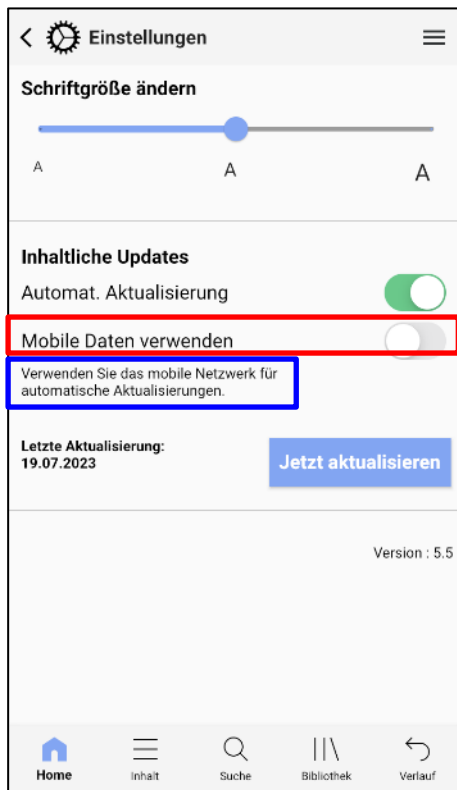 Einstellungen
Schriftgröße ändern
A A A
Inhaltliche Updates
Automat. Aktualisierung
Mobile Daten verwenden
Verwenden Sie das mobile Netzwerk für
automatische Aktualisierungen.
Letzte Aktualisierung:
19.07.2023
Jetzt aktualisieren
Version : 5.5
Home Inhalt Suche Bibliothek Verlauf